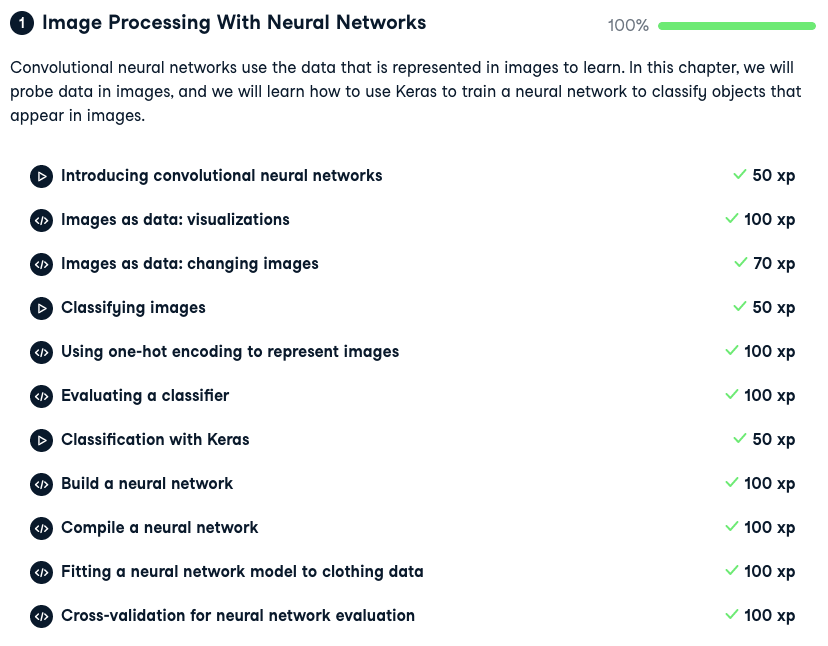 1 Image Processing With Neural Networks 100%
Convolutional neural networks use the data that is represented in images to learn. In this chapter, we will
probe data in images, and we will learn how to use Keras to train a neural network to classify objects that
appear in images.
Introducing convolutional neural networks 50 xp
Images as data: visualizations 100 xp
Images as data: changing images 70 xp
Classifying images 50 xp
Using one-hot encoding to represent images 100 xp
Evaluating a classifier 100 xp
Classification with Keras 50 xp
Build a neural network 100 xp
Compile a neural network 100 xp
Fitting a neural network model to clothing data 100 xp
Cross-validation for neural network evaluation 100 xp